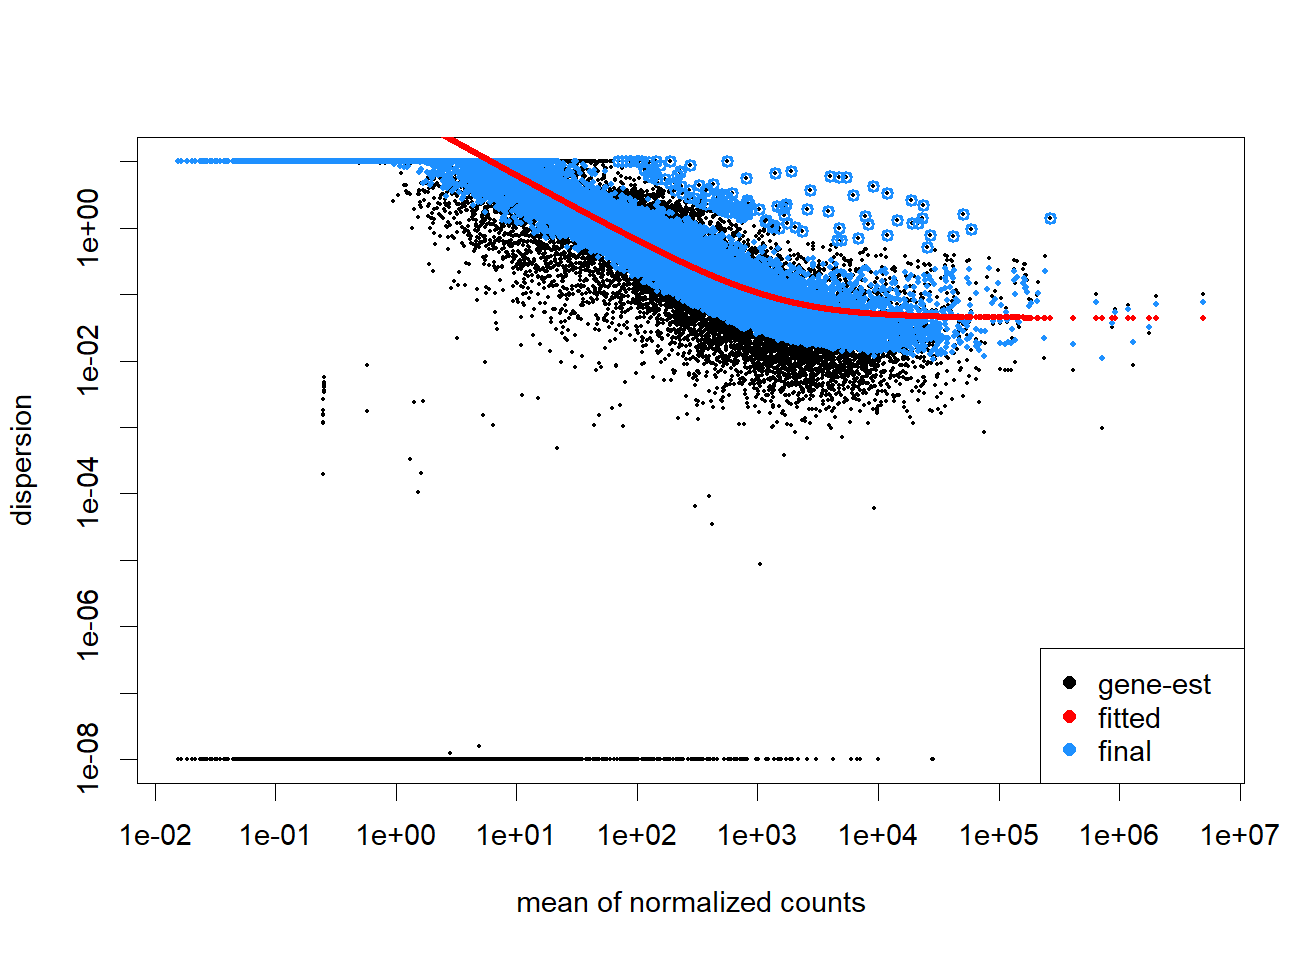 dispersion
1e+00
1e-02
1e-04
1e-06
1e-08
gene-est
fitted
final
1e-02 1e-01 1e+00 1e+01 1e+02 1e+03 1e+04 1e+05 1e+06 1e+07
mean of normalized counts